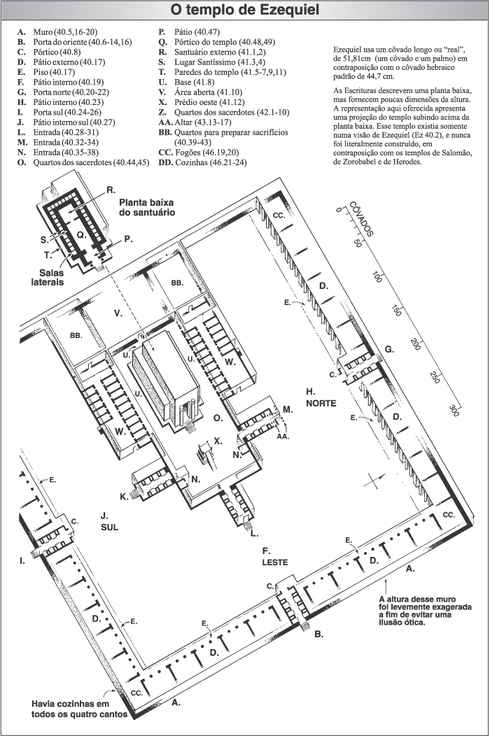 O templo de Ezequiel
A. Muro (40.5,16-20)
B. Porta do oriente (40.6-14,16)
C. Pórtico (40.8)
D. Pátio externo (40.17)
E. Piso (40.17)
F. Pátio interno (40.19)
G. Porta norte (40.20-22)
H. Pátio interno (40.23)
I. Porta sul (40.24-26)
J. Pátio interno sul (40.27)
L. Entrada (40.28-31)
M. Entrada (40.32-34)
N. Entrada (40.35-38)
O. Quartos dos sacerdotes (40.44,45)
P. Pátio (40.47)
Q. Pórtico do templo (40.48,49)
R. Santuário externo (41.1,2)
S. Lugar Santíssimo (41.3,4)
T. Paredes do templo (41.5-7,9,11)
U. Base (41.8)
V. Área aberta (41.10)
X. Prédio oeste (41.12)
Z. Quartos dos sacerdotes (42.1-10)
AA. Altar (43.13-17)
BB. Quartos para preparar sacrifícios
(40.39-43)
CC. Fogões (46.19,20)
DD. Cozinhas (46.21-24)
Ezequiel usa um côvado longo ou “real”,
de 51,81cm (um côvado e um palmo) em
contraposição com o côvado hebraico
padrão de 44,7 cm.
As Escrituras descrevem uma planta baixa,
mas fornecem poucas dimensões da altura.
A representação aqui oferecida apresenta
uma projeção do templo subindo acima da
planta baixa. Esse templo existia somente
numa visão de Ezequiel (Ez 40.2), e nunca
foi literalmente construído, em
contraposição com os templos de Salomão,
de Zorobabel e de Herodes.
R.
Planta baixa
do santuário
Q.
S.
P.
T.
Salas
laterais
CC.
CÔVADOS
0
50
100
150
200
250
300
BB.
V.
BB.
E.
D.
U.
U.
W.
C.
G.
U.
H.
NORTE
M.
D.
O.
E.
W.
AA.
X.
N.
N.
E.
K.
J.
SUL
L.
C.
I.
F.
LESTE
E.
CC.
C.
D.
A.
A altura desse muro
foi levemente exagerada
a fim de evitar uma
ilusão ótica.
D.
E.
E.
D.
B.
CC.
A.
Havia cozinhas em
todos os quatro cantos